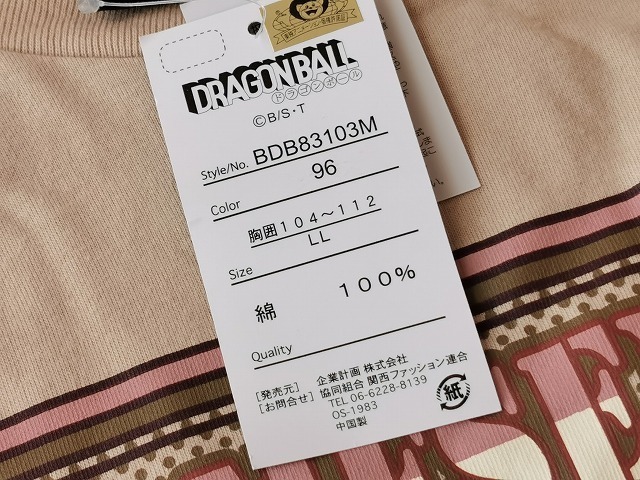 DRAGON BALL
ドラゴンボール
©B/S・T
Style/No. BDB83103M
Color 96
胸囲１０４～１１２
Size LL
綿 １００％
Quality
[発売元] 企業計画 株式会社
[お問合せ] 協同組合 関西ファッション連合
TEL 06-6228-8139
OS-1983
中国製
紙